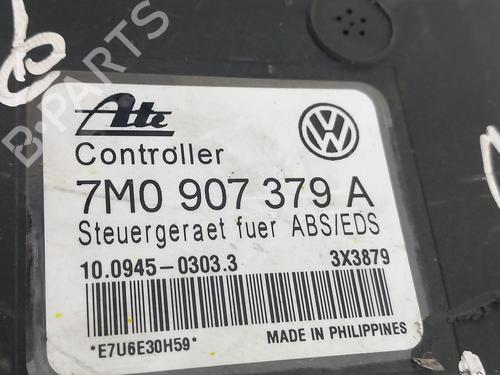 Ate
Controller
7M0 907 379 A
Steuergeraet fuer ABS/EDS
10.0945-0303.3 3X3879
*E7U6E30H59* MADE IN PHILIPPINES
B-PARTS